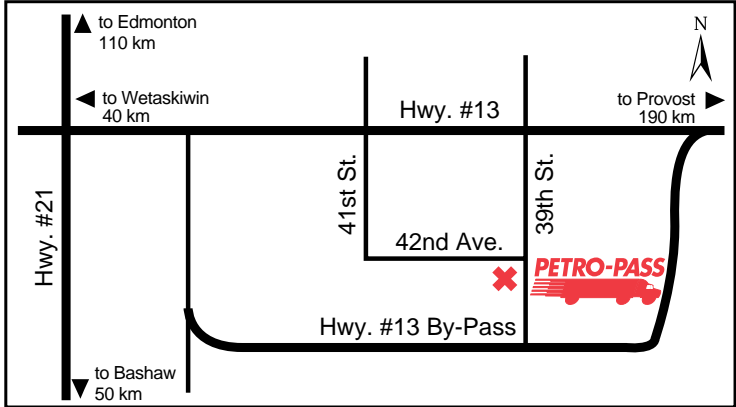 to Edmonton
110 km
N
to Wetaskiwin
40 km
Hwy. #13
to Provost
190 km
Hwy. #21
41st St.
39th St.
42nd Ave.
PETRO-PASS
Hwy. #13 By-Pass
to Bashaw
50 km